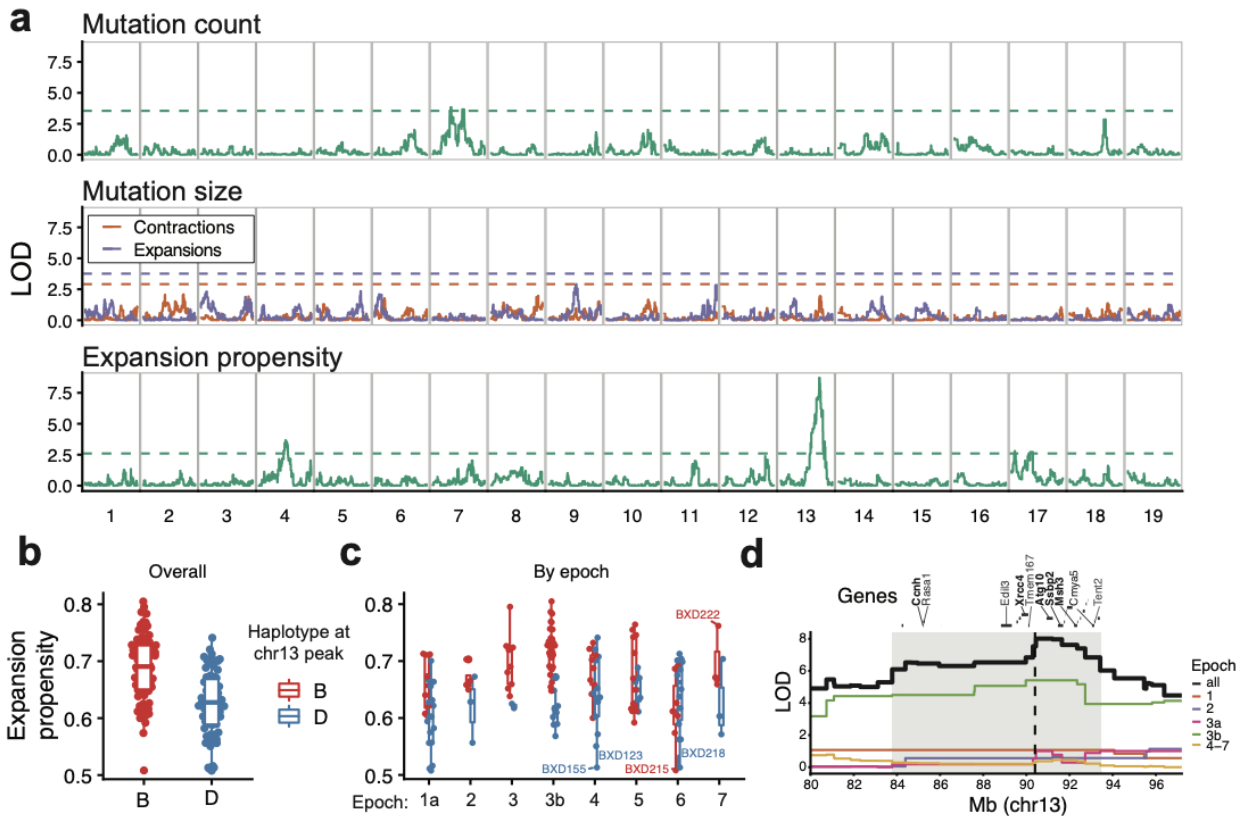 a
Mutation count
7.5
5.0
2.5
0.0
Mutation size
Contractions
Expansions
7.5
5.0
2.5
0.0
LOD
Expansion propensity
7.5
5.0
2.5
0.0
1 2 3 4 5 6 7 8 9 10 11 12 13 14 15 16 17 18 19
b
Overall
Expansion
propensity
0.8
0.7
0.6
0.5
B D
Haplotype at
chr13 peak
B
D
c
By epoch
0.8
0.7
0.6
0.5
BXD222
BXD123
BXD155
BXD215
BXD218
Epoch: 1a 2 3 3b 4 5 6 7
d
Genes
Ccnh
Rasa1
Edil3
Xrcc4
Tmem167
Atg10
Ssbp2
Msh3
Cmya5
Tent2
LOD
8
6
4
2
0
80 82 84 86 88 90 92 94 96
Mb (chr13)
Epoch
all
1
2
3a
3b
4–7